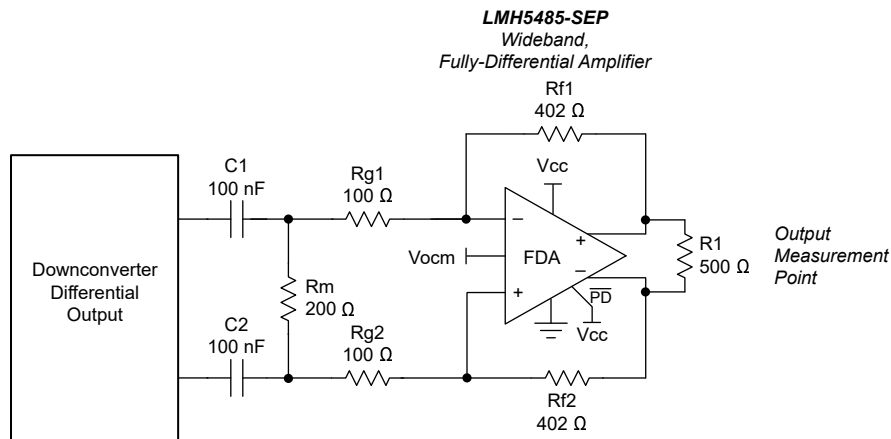 LMH5485-SEP
Wideband,
Fully-Differential Amplifier
Rf1
402 Ω
C1
100 nF
Rg1
100 Ω
Vcc
−
+
Vocm
FDA
R1
500 Ω
Output
Measurement
Point
Downconverter
Differential
Output
Rm
200 Ω
−
+
PD
Vcc
C2
100 nF
Rg2
100 Ω
Rf2
402 Ω